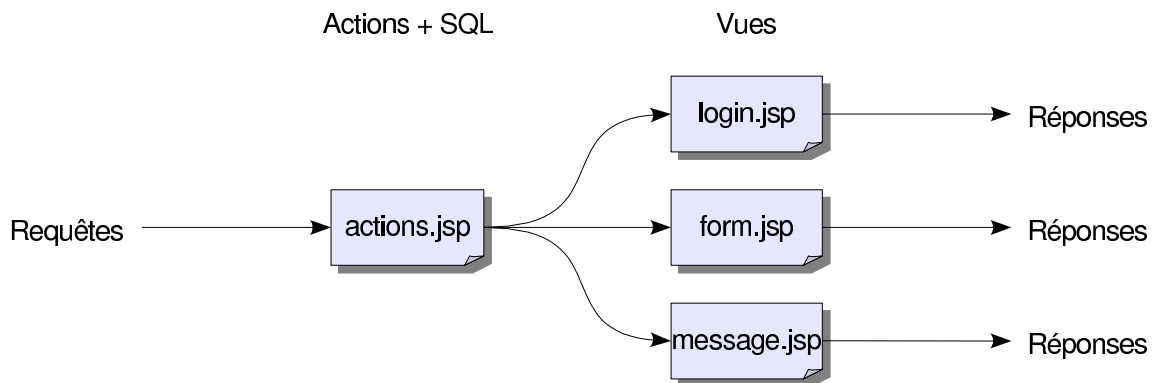 Actions + SQL
Vues
login.jsp
Réponses
Requêtes
actions.jsp
form.jsp
Réponses
message.jsp
Réponses